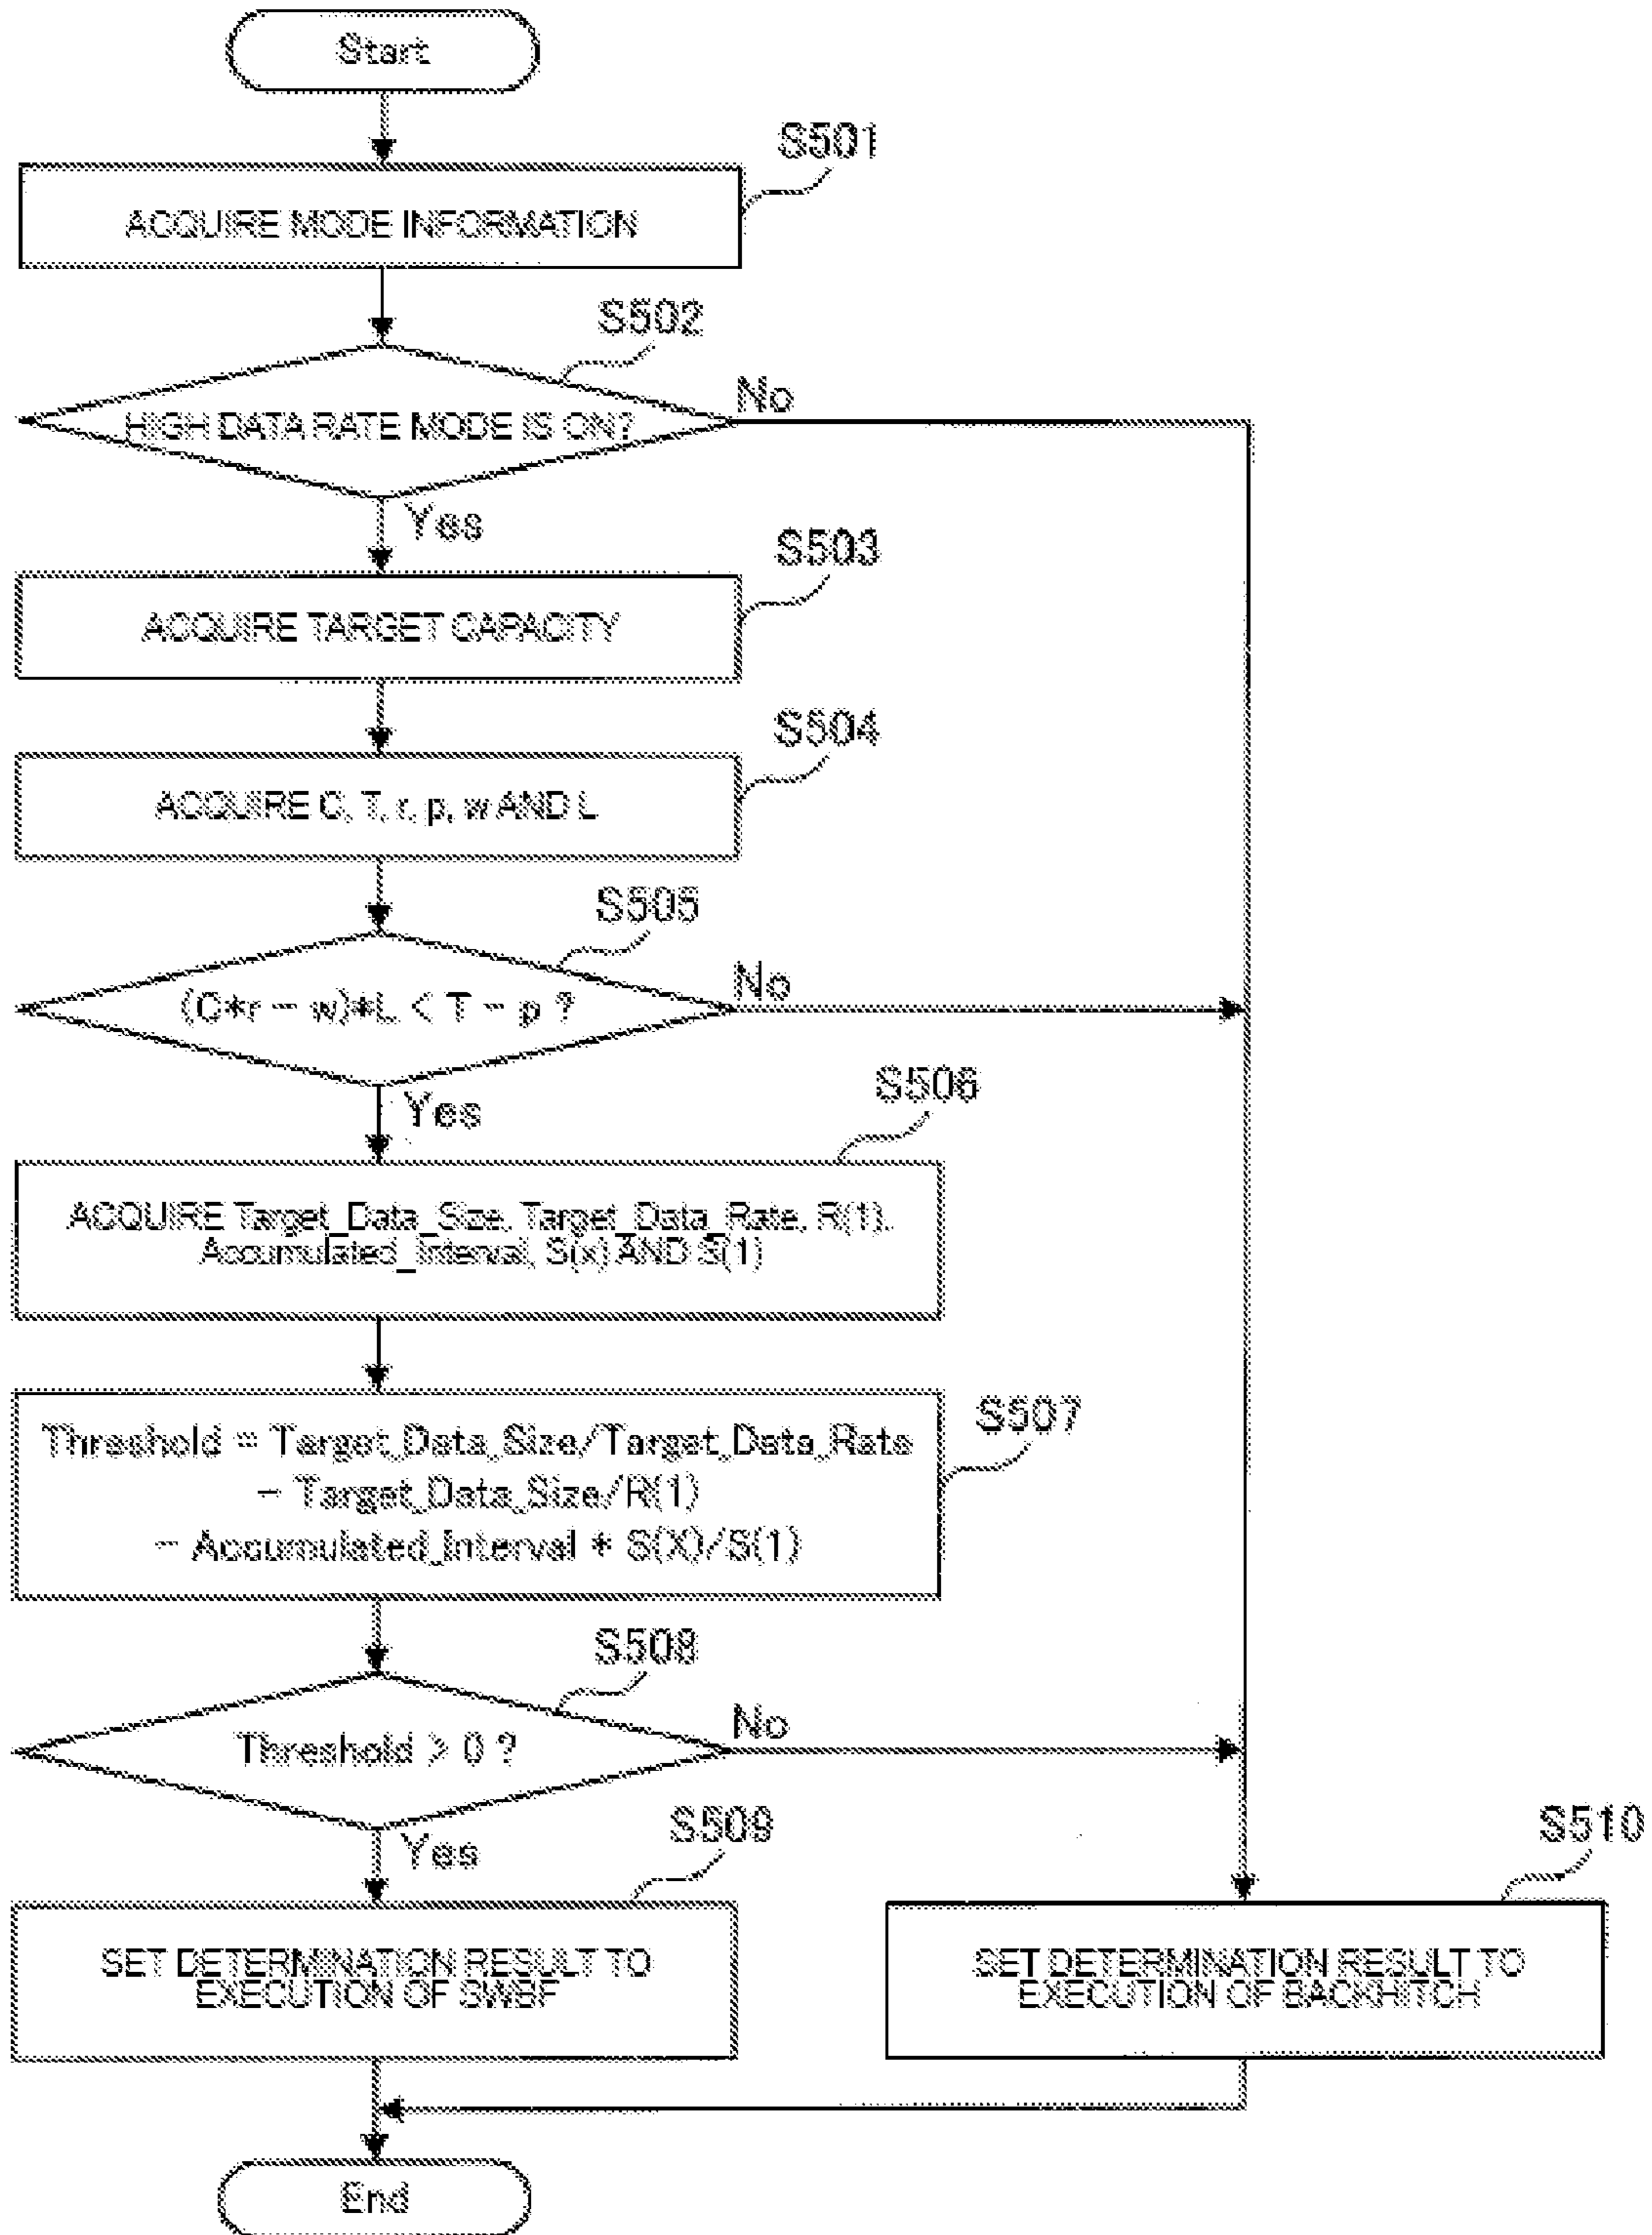 Start
S501
ACQUIRE MODE INFORMATION
S502
HIGH DATA RATE MODE IS ON?
No
Yes
S503
ACQUIRE TARGET CAPACITY
S504
ACQUIRE C, T, r, p, w AND L
S505
(C*r - w)*L < T - p ?
No
Yes
S506
ACQUIRE Target_Data_Size, Target_Data_Rate, R(1),
Accumulated_Interval, S(x) AND S(1)
S507
Threshold = Target_Data_Size/Target_Data_Rate
- Target_Data_Size/R(1)
- Accumulated_Interval * S(X)/S(1)
S508
Threshold > 0 ?
No
Yes
S509
SET DETERMINATION RESULT TO
EXECUTION OF SWBF
S510
SET DETERMINATION RESULT TO
EXECUTION OF BACKHITCH
End